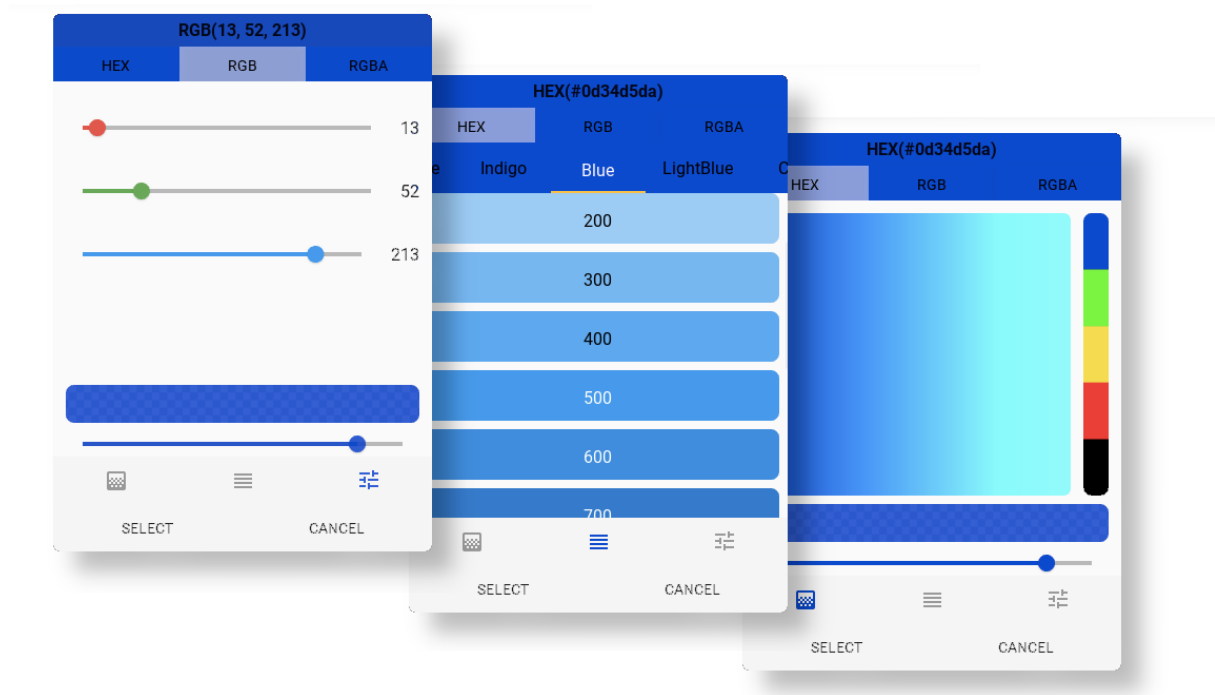 RGB(13, 52, 213)
HEX RGB RGBA
13
52
213
SELECT CANCEL
HEX(#0d34d5da)
HEX RGB RGBA
e Indigo Blue LightBlue C
200
300
400
500
600
700
SELECT CANCEL
HEX(#0d34d5da)
HEX RGB RGBA
SELECT CANCEL